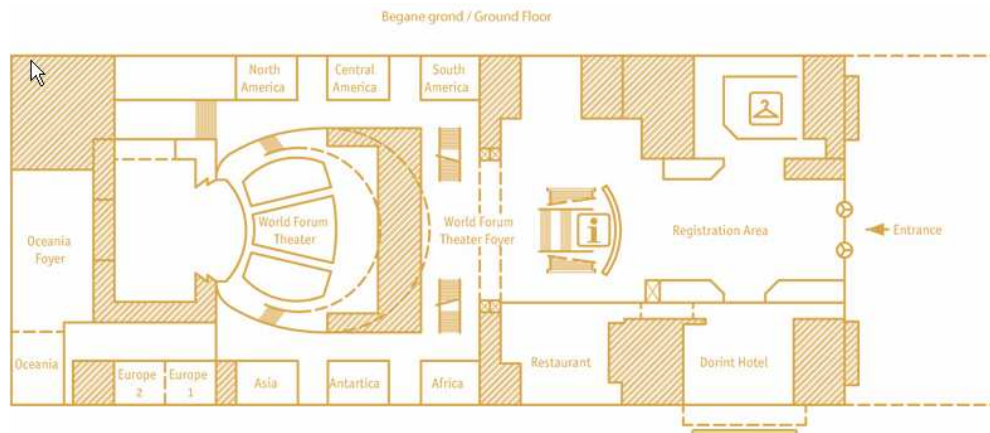 Begane grond / Ground Floor
North
America
Central
America
South
America
?
World Forum
Theater
World Forum
Theater Foyer
i
Registration Area
Entrance
Oceania
Foyer
Oceania
Europe
2
Europe
1
Asia
Antartica
Africa
Restaurant
Dorint Hotel